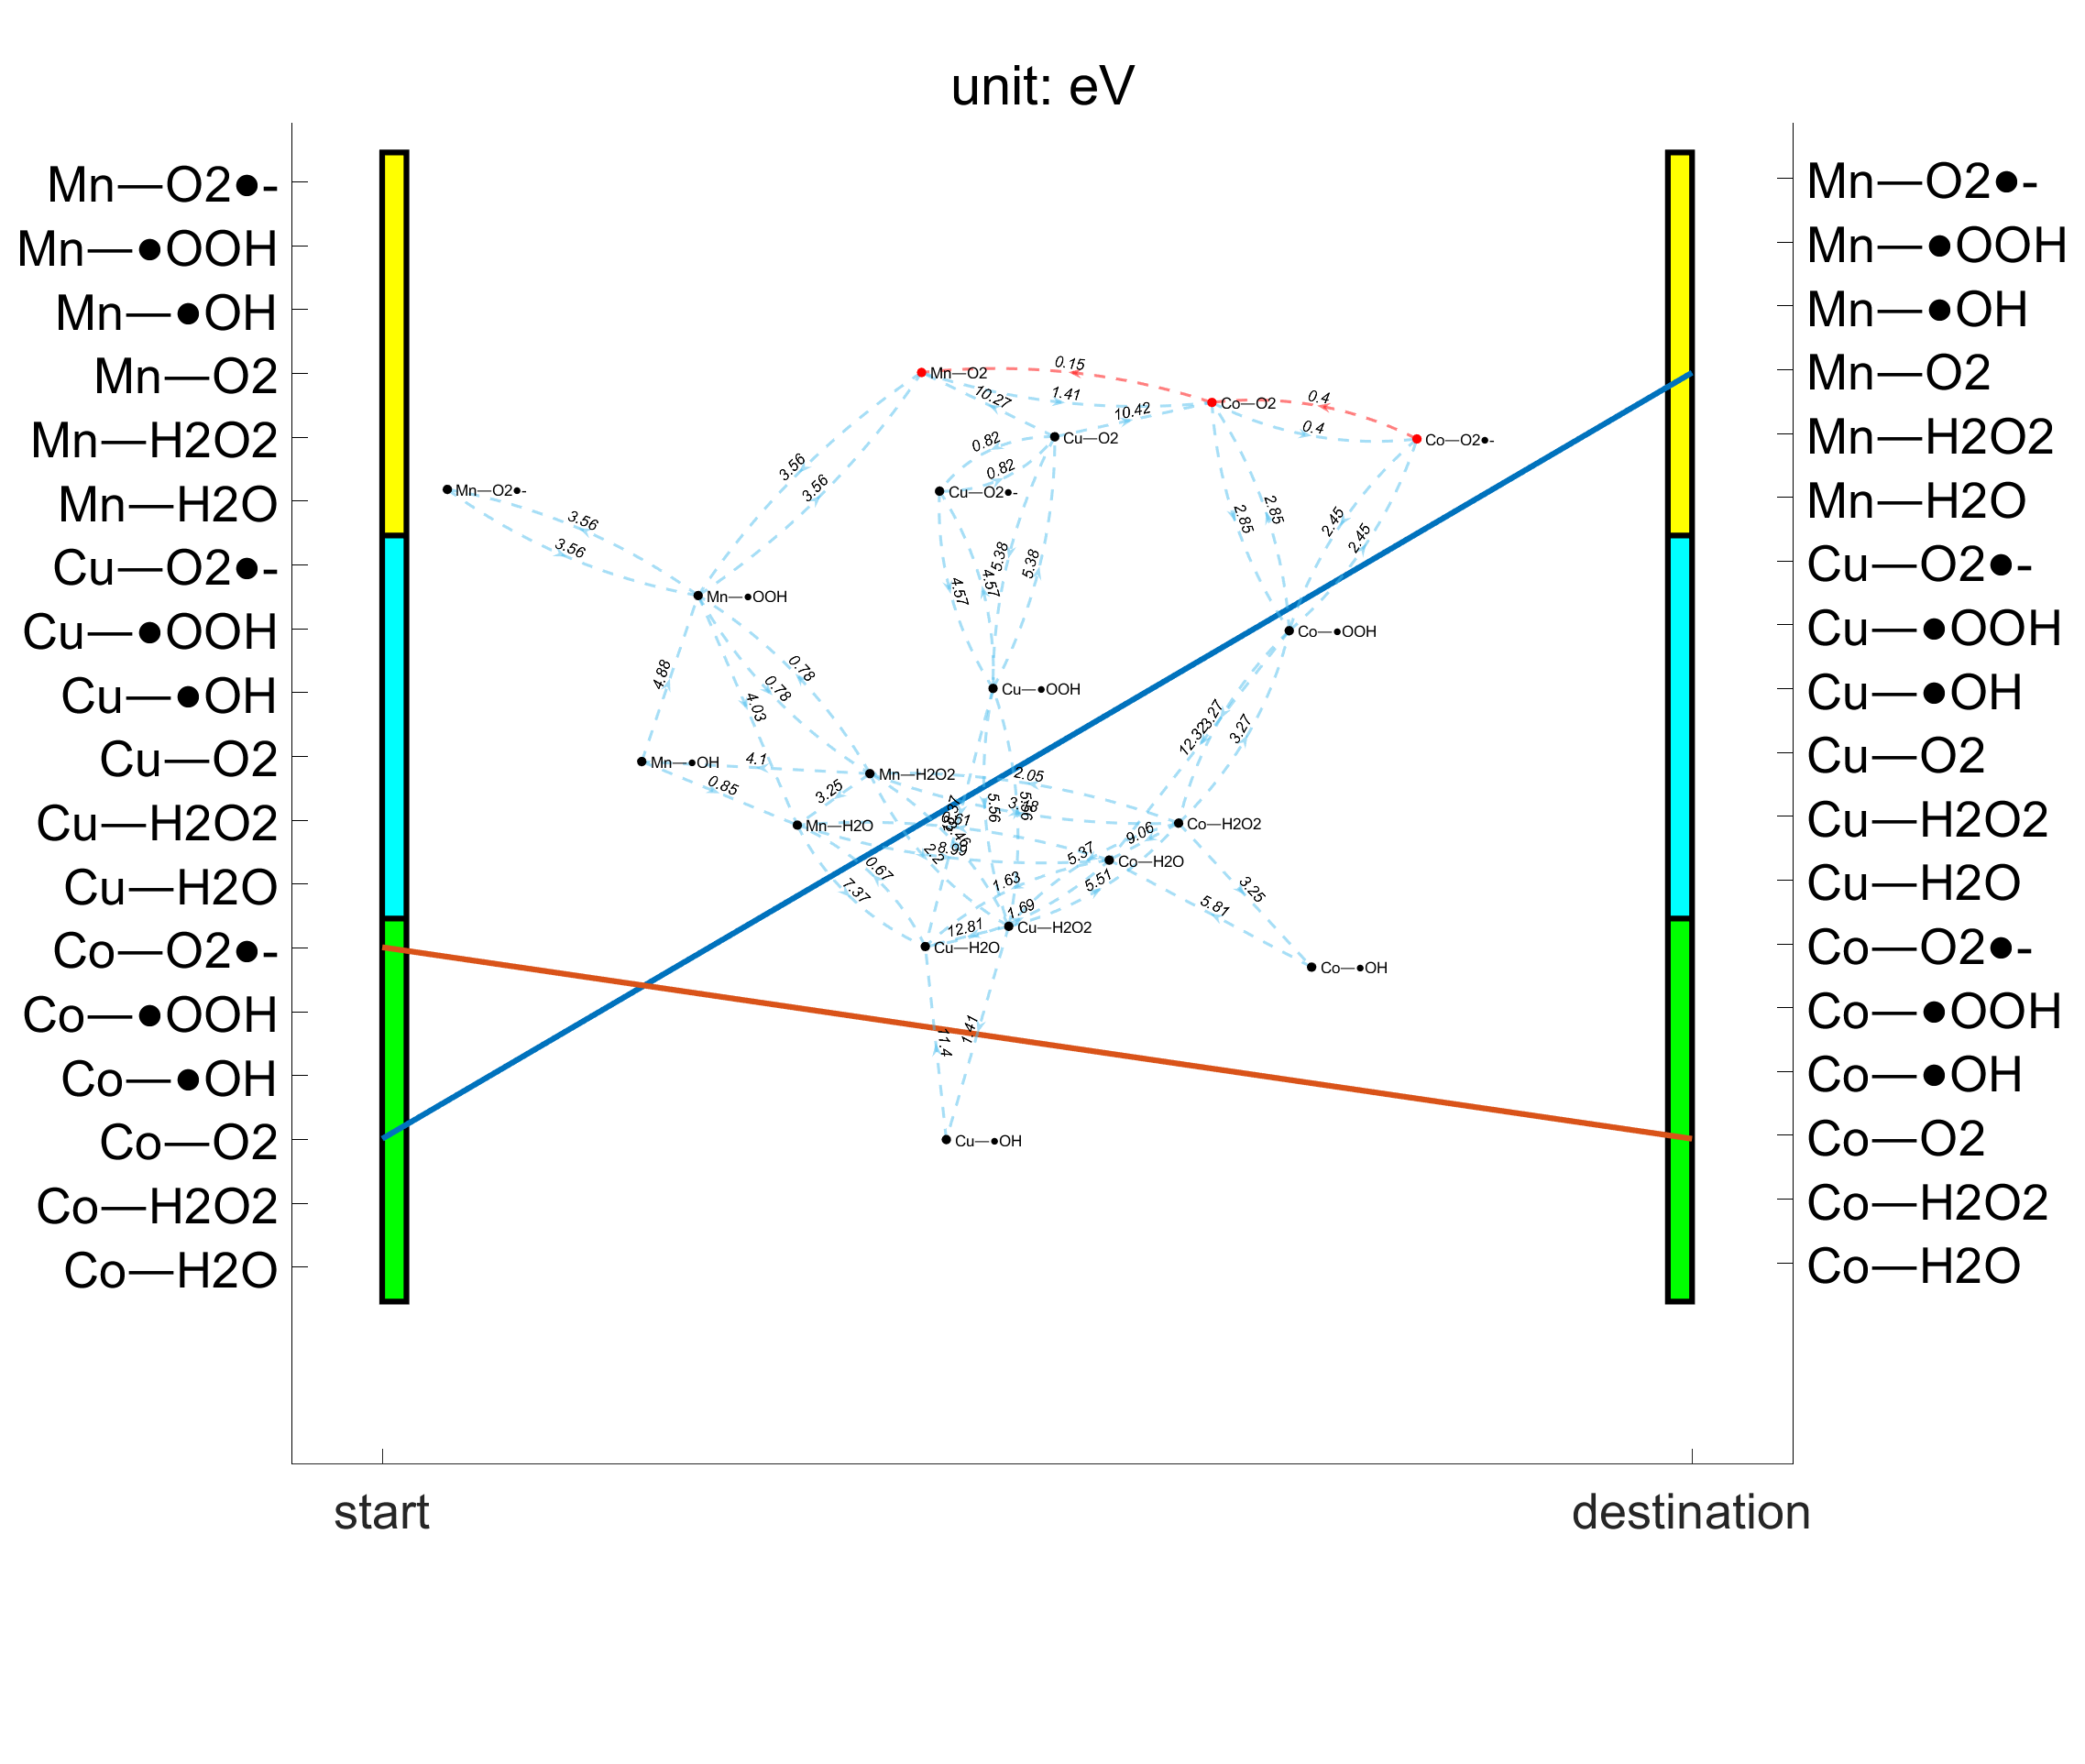 unit: eV
Mn—O2●-
Mn—●OOH
Mn—●OH
Mn—O2
Mn—H2O2
Mn—H2O
Cu—O2●-
Cu—●OOH
Cu—●OH
Cu—O2
Cu—H2O2
Cu—H2O
Co—O2●-
Co—●OOH
Co—●OH
Co—O2
Co—H2O2
Co—H2O
0.15
Mn—O2
10.27
1.41
10.42
Co—O2
0.4
0.4
Co—O2●-
Cu—O2
0.82
0.82
Cu—O2●-
3.56
3.56
Mn—O2●-
3.56
3.56
2.85
2.85
2.45
2.45
5.38
5.38
4.57
4.57
Mn—●OOH
Co—●OOH
4.88
0.78
0.78
4.03
Cu—●OOH
12.32
3.27
3.27
Mn—●OH
4.1
0.85
Mn—H2O2
3.25
2.05
5.56
Mn—H2O
Co—H2O2
9.06
8.99
2.2
5.37
Co—H2O
5.51
0.67
7.37
1.63
1.69
3.25
5.81
12.81
Cu—H2O2
Cu—H2O
Co—●OH
11.4
1.41
Cu—●OH
Mn—O2●-
Mn—●OOH
Mn—●OH
Mn—O2
Mn—H2O2
Mn—H2O
Cu—O2●-
Cu—●OOH
Cu—●OH
Cu—O2
Cu—H2O2
Cu—H2O
Co—O2●-
Co—●OOH
Co—●OH
Co—O2
Co—H2O2
Co—H2O
start
destination